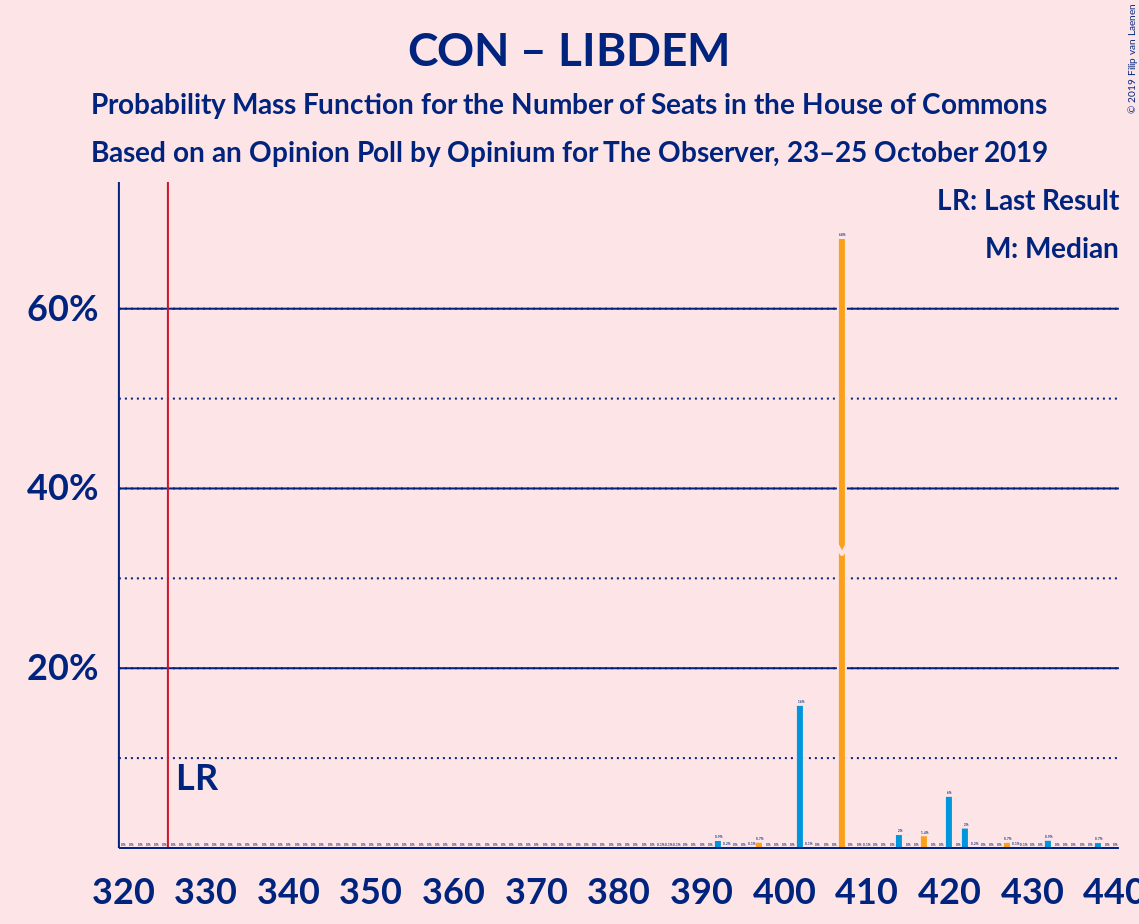 CON – LIBDEM
Probability Mass Function for the Number of Seats in the House of Commons
Based on an Opinion Poll by Opinium for The Observer, 23–25 October 2019
© 2019 Filip van Laenen
LR: Last Result
M: Median
60%
40%
20%
LR
320 330 340 350 360 370 380 390 400 410 420 430 440